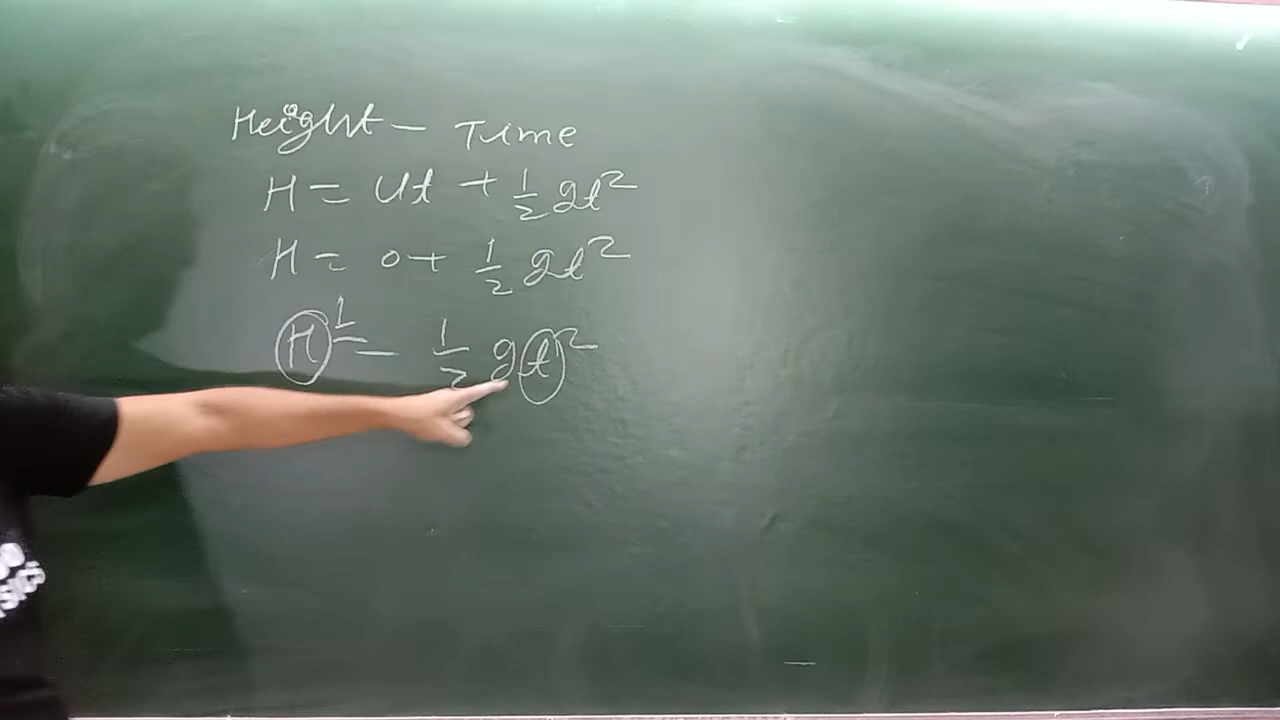 Height - Time
H = ut + 1/2 gt²
H = 0 + 1/2 gt²
H¹ = 1/2 gt²